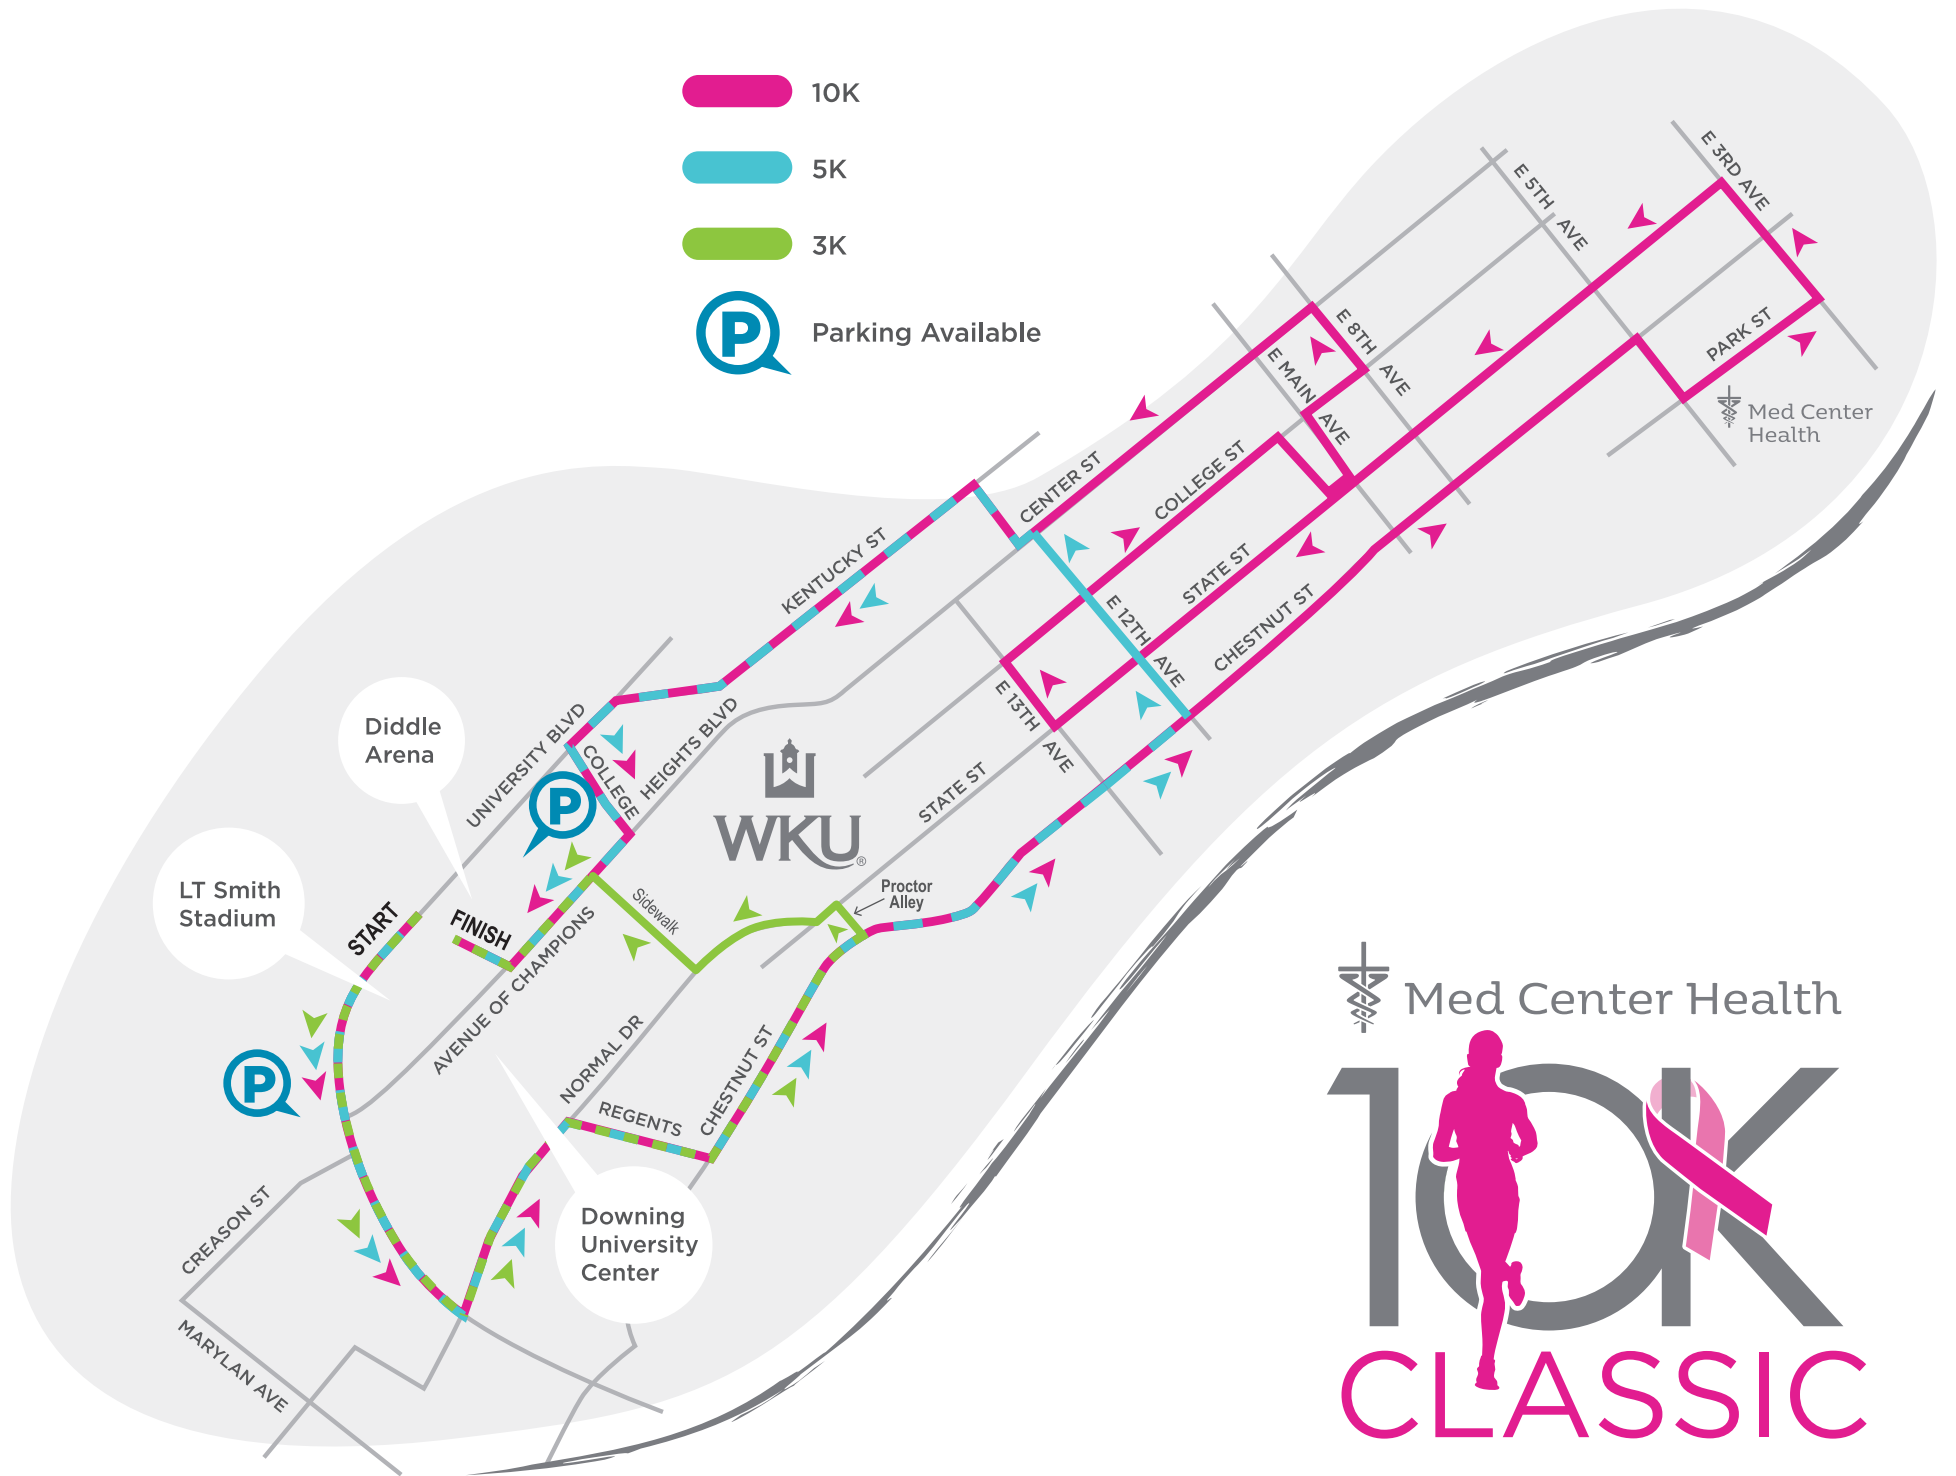 10K
5K
3K
P
Parking Available
E 3RD AVE
E 5TH AVE
E 8TH AVE
E MAIN AVE
PARK ST
Med Center
Health
CENTER ST
COLLEGE ST
STATE ST
CHESTNUT ST
E 12TH AVE
E 13TH AVE
KENTUCKY ST
UNIVERSITY BLVD
COLLEGE
HEIGHTS BLVD
Diddle
Arena
P
WKU®
STATE ST
LT Smith
Stadium
START
FINISH
Sidewalk
Proctor
Alley
AVENUE OF CHAMPIONS
P
NORMAL DR
REGENTS
CHESTNUT ST
Downing
University
Center
CREASON ST
MARYLAN AVE
Med Center Health
10K
CLASSIC